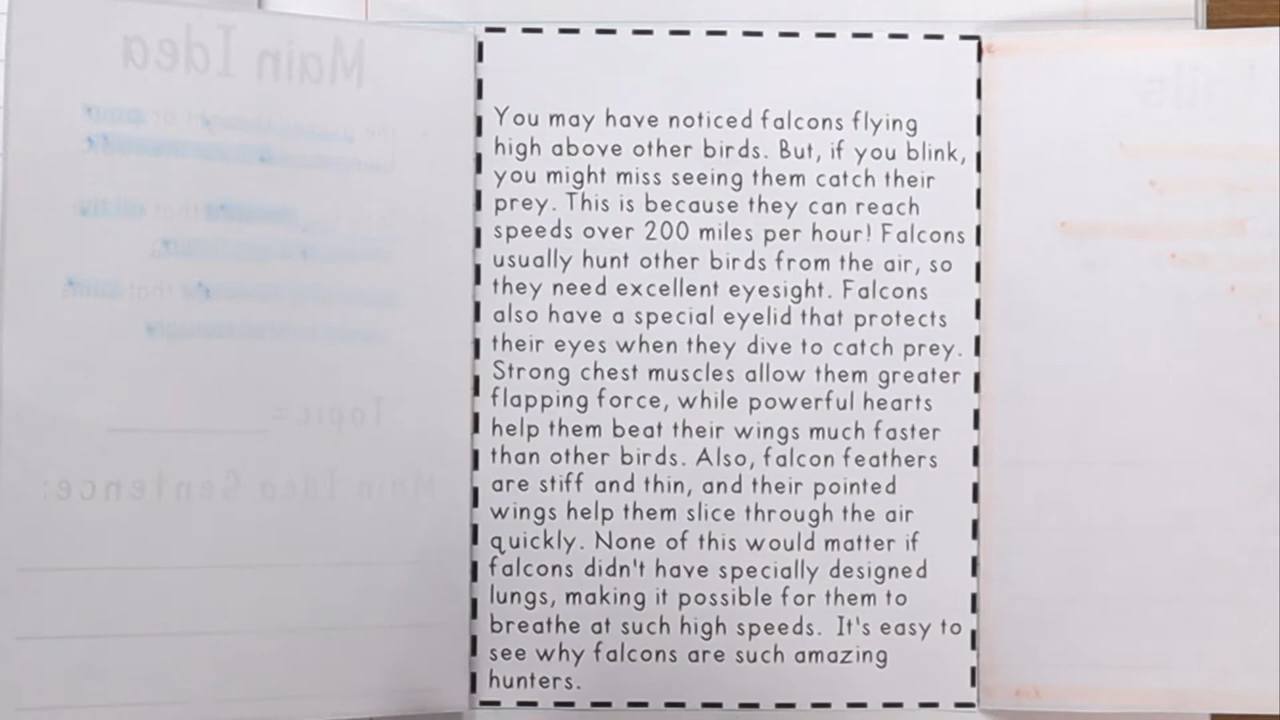 Main Idea
Topic =
Main Idea Sentence:
You may have noticed falcons flying
high above other birds. But, if you blink,
you might miss seeing them catch their
prey. This is because they can reach
speeds over 200 miles per hour! Falcons
usually hunt other birds from the air, so
they need excellent eyesight. Falcons
also have a special eyelid that protects
their eyes when they dive to catch prey.
Strong chest muscles allow them greater
flapping force, while powerful hearts
help them beat their wings much faster
than other birds. Also, falcon feathers
are stiff and thin, and their pointed
wings help them slice through the air
quickly. None of this would matter if
falcons didn't have specially designed
lungs, making it possible for them to
breathe at such high speeds. It's easy to
see why falcons are such amazing
hunters.